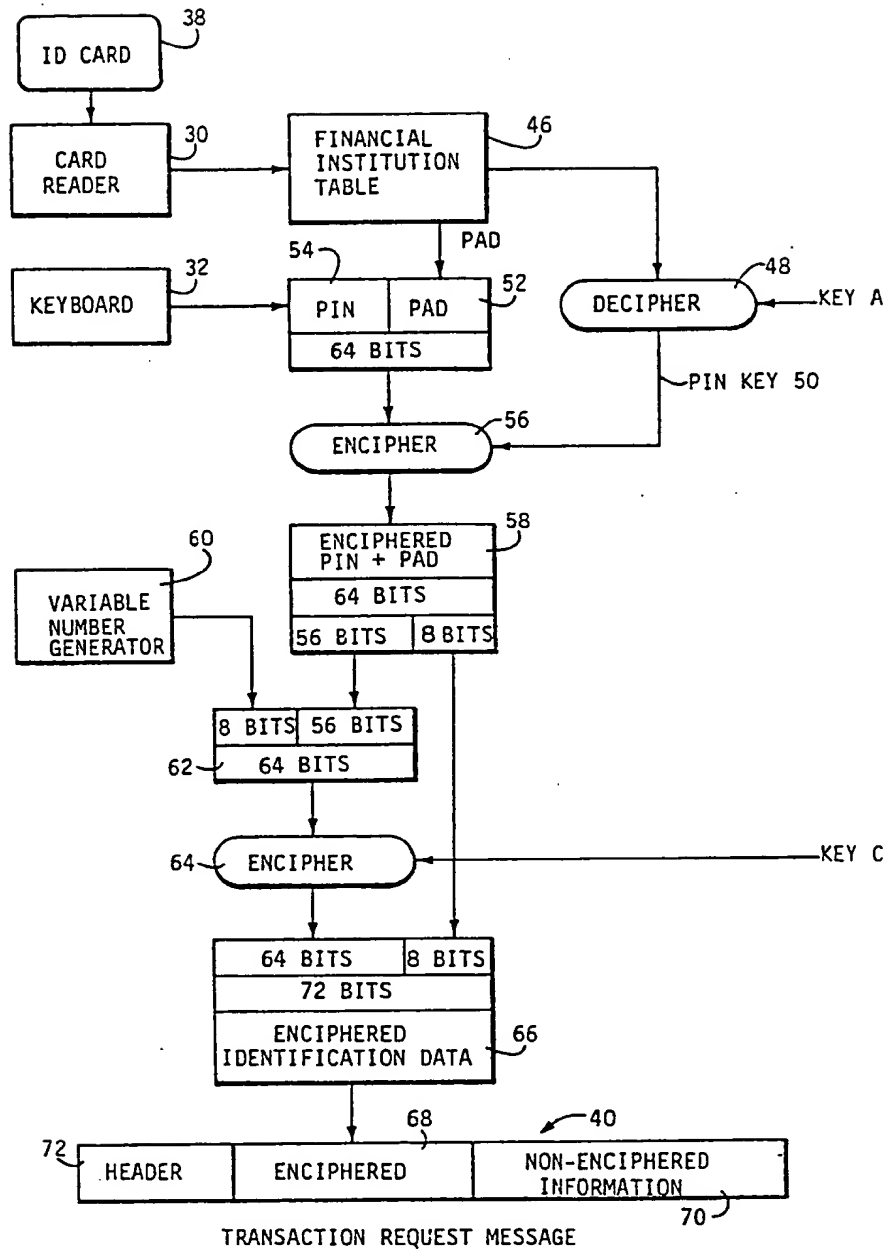 38
ID CARD
30
CARD
READER
46
FINANCIAL
INSTITUTION
TABLE
PAD
54
32
KEYBOARD
52
PIN
PAD
64 BITS
48
DECIPHER
KEY A
PIN KEY 50
56
ENCIPHER
58
ENCIPHERED
PIN + PAD
64 BITS
56 BITS
8 BITS
60
VARIABLE
NUMBER
GENERATOR
8 BITS
56 BITS
62
64 BITS
64
ENCIPHER
KEY C
64 BITS
8 BITS
72 BITS
ENCIPHERED
IDENTIFICATION DATA
66
68
40
72
HEADER
ENCIPHERED
NON-ENCIPHERED
INFORMATION
70
TRANSACTION REQUEST MESSAGE